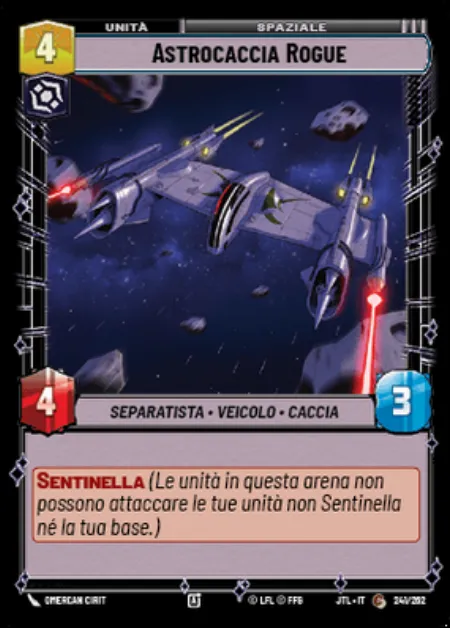 UNITÀ
SPAZIALE
4
ASTROCACCIA ROGUE
4
SEPARATISTA • VEICOLO • CACCIA
3
SENTINELLA (Le unità in questa arena non
possono attaccare le tue unità non Sentinella
né la tua base.)
OMERCAN CIRIT
© LFL © FFG
JTL • IT
C
241/262